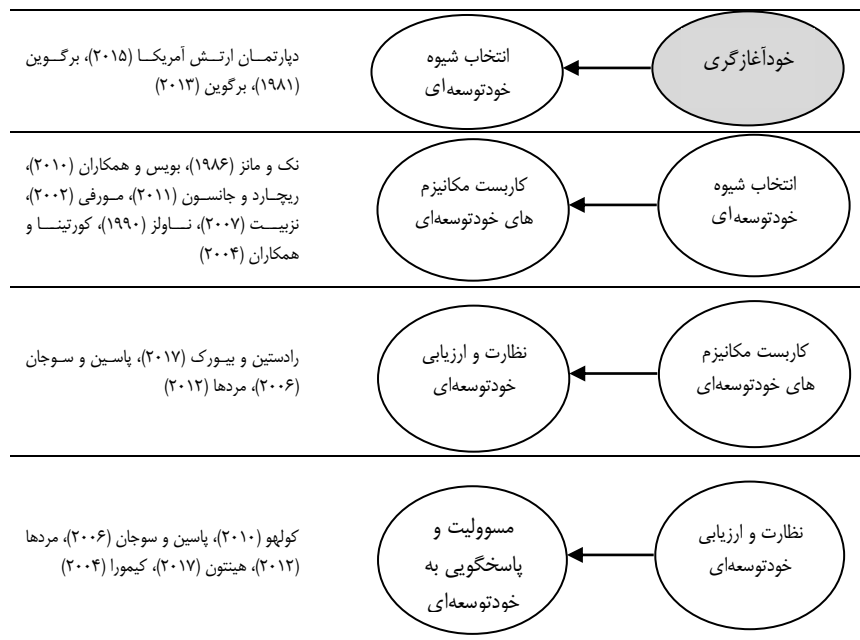 خودآغازگری
انتخاب شیوه
خودتوسعه‌ای
دپارتمان ارتش آمریکا (۲۰۱۵)، برگوین
(۱۹۸۱)، برگوین (۲۰۱۳)
انتخاب شیوه
خودتوسعه‌ای
کاربست مکانیزم
های خودتوسعه‌ای
نک و مانز (۱۹۸۶)، بویس و همکاران (۲۰۱۰)،
ریچارد و جانسون (۲۰۱۱)، مورفی (۲۰۰۲)،
نزبیت (۲۰۰۷)، ناولز (۱۹۹۰)، کورتینا و
همکاران (۲۰۰۴)
کاربست مکانیزم
های خودتوسعه‌ای
نظارت و ارزیابی
خودتوسعه‌ای
رادستین و بیورک (۲۰۱۷)، پاسین و سوجان
(۲۰۰۶)، مردها (۲۰۱۲)
نظارت و ارزیابی
خودتوسعه‌ای
مسوولیت و
پاسخگویی به
خودتوسعه‌ای
کولهو (۲۰۱۰)، پاسین و سوجان (۲۰۰۶)، مردها
(۲۰۱۲)، هینتون (۲۰۱۷)، کیمورا (۲۰۰۴)